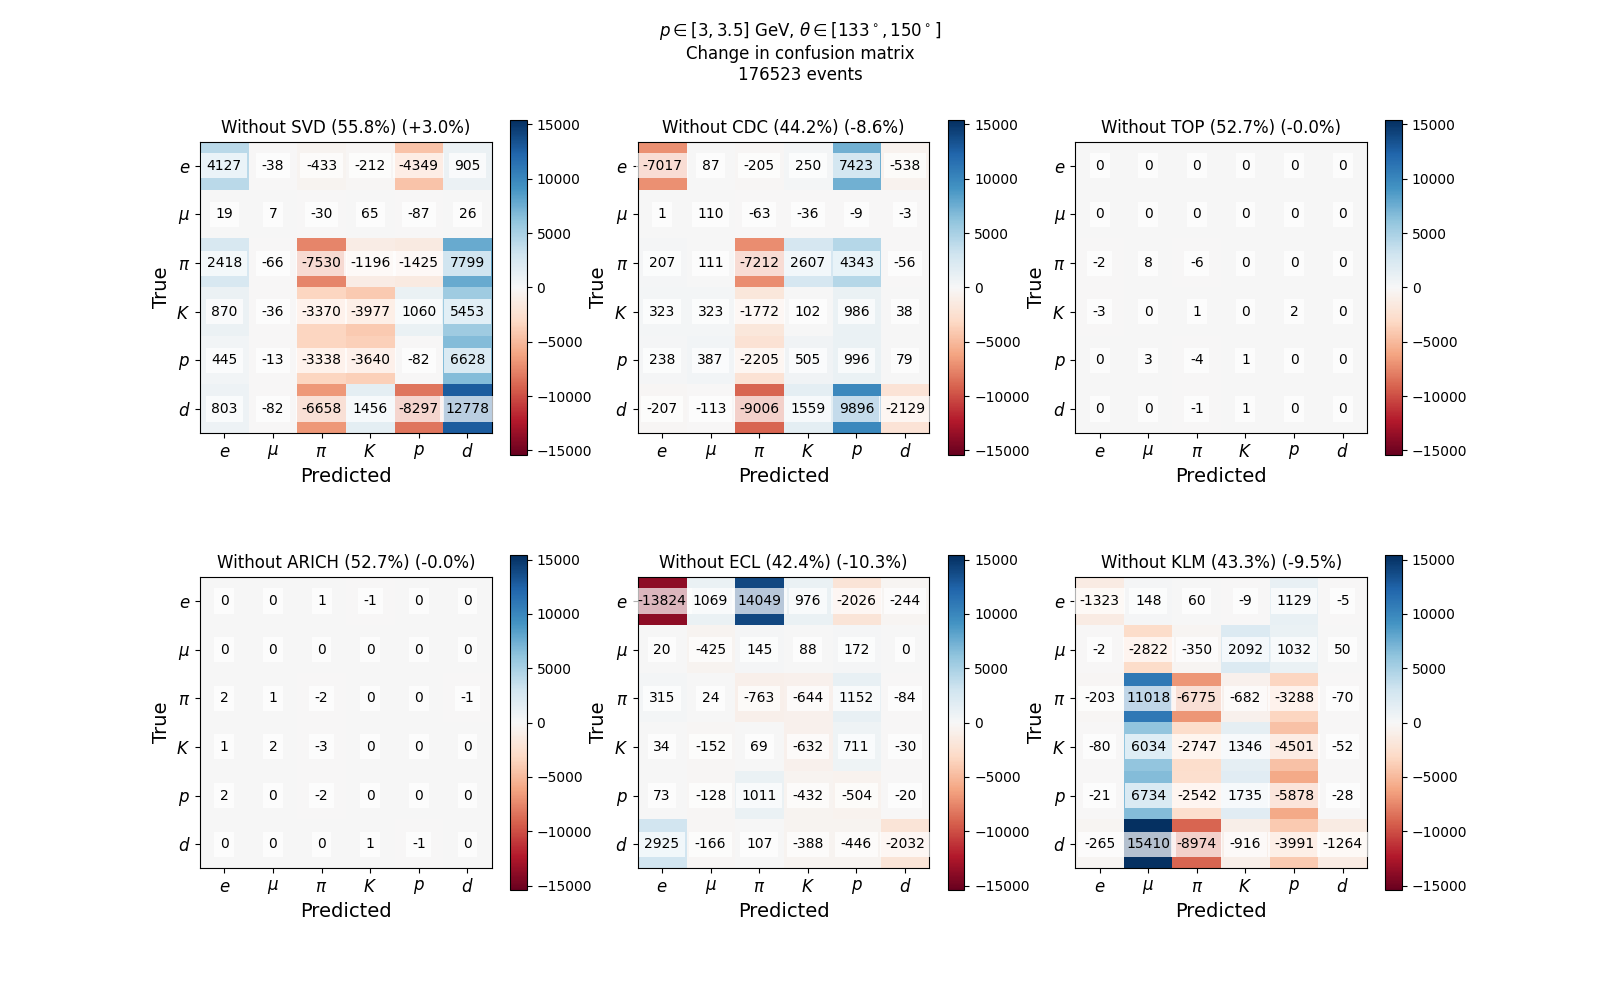 p ∈ [3, 3.5] GeV, θ ∈ [133°, 150°]
Change in confusion matrix
176523 events
Without SVD (55.8%) (+3.0%)
e 4127 -38 -433 -212 -4349 905
μ 19 7 -30 65 -87 26
π 2418 -66 -7530 -1196 -1425 7799
K 870 -36 -3370 -3977 1060 5453
p 445 -13 -3338 -3640 -82 6628
d 803 -82 -6658 1456 -8297 12778
e μ π K p d
Predicted
True
15000
10000
5000
0
−5000
−10000
−15000
Without CDC (44.2%) (-8.6%)
e -7017 87 -205 250 7423 -538
μ 1 110 -63 -36 -9 -3
π 207 111 -7212 2607 4343 -56
K 323 323 -1772 102 986 38
p 238 387 -2205 505 996 79
d -207 -113 -9006 1559 9896 -2129
e μ π K p d
Predicted
True
15000
10000
5000
0
−5000
−10000
−15000
Without TOP (52.7%) (-0.0%)
e 0 0 0 0 0 0
μ 0 0 0 0 0 0
π -2 8 -6 0 0 0
K -3 0 1 0 2 0
p 0 3 -4 1 0 0
d 0 0 -1 1 0 0
e μ π K p d
Predicted
True
15000
10000
5000
0
−5000
−10000
−15000
Without ARICH (52.7%) (-0.0%)
e 0 0 1 -1 0 0
μ 0 0 0 0 0 0
π 2 1 -2 0 0 -1
K 1 2 -3 0 0 0
p 2 0 -2 0 0 0
d 0 0 0 1 -1 0
e μ π K p d
Predicted
True
15000
10000
5000
0
−5000
−10000
−15000
Without ECL (42.4%) (-10.3%)
e -13824 1069 14049 976 -2026 -244
μ 20 -425 145 88 172 0
π 315 24 -763 -644 1152 -84
K 34 -152 69 -632 711 -30
p 73 -128 1011 -432 -504 -20
d 2925 -166 107 -388 -446 -2032
e μ π K p d
Predicted
True
15000
10000
5000
0
−5000
−10000
−15000
Without KLM (43.3%) (-9.5%)
e -1323 148 60 -9 1129 -5
μ -2 -2822 -350 2092 1032 50
π -203 11018 -6775 -682 -3288 -70
K -80 6034 -2747 1346 -4501 -52
p -21 6734 -2542 1735 -5878 -28
d -265 15410 -8974 -916 -3991 -1264
e μ π K p d
Predicted
True
15000
10000
5000
0
−5000
−10000
−15000